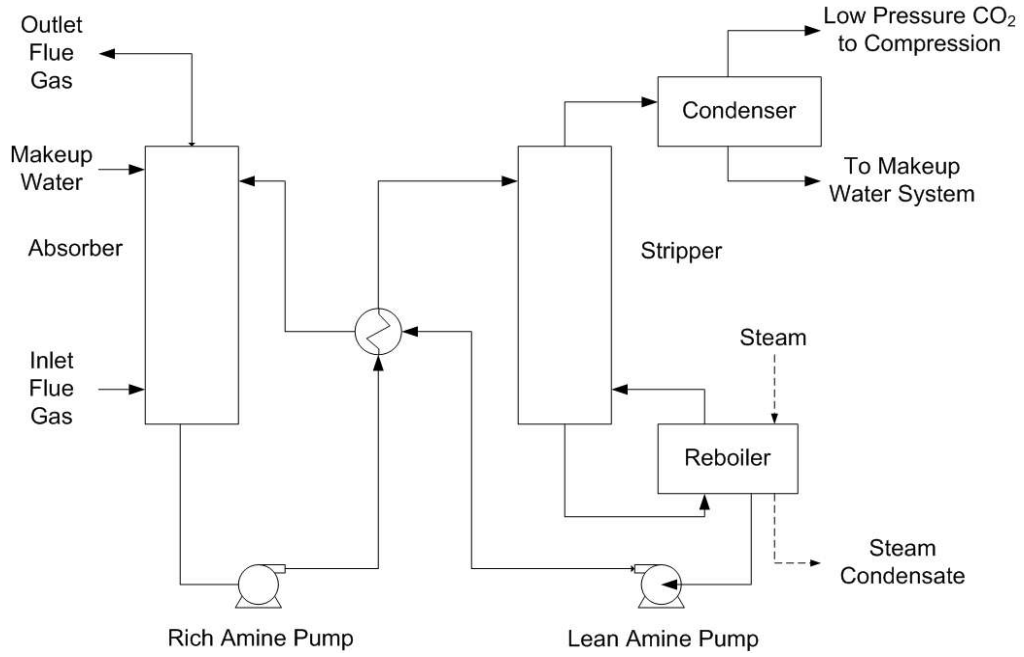 Outlet
Flue
Gas
Low Pressure CO₂
to Compression
Condenser
Makeup
Water
To Makeup
Water System
Absorber
Stripper
Inlet
Flue
Gas
Steam
Reboiler
Steam
Condensate
Rich Amine Pump
Lean Amine Pump